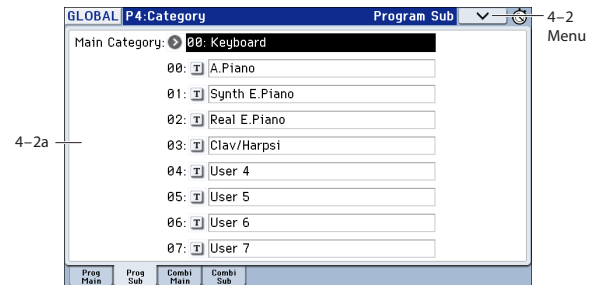 GLOBAL P4:Category Program Sub
4–2
Menu
Main Category: 00: Keyboard
00: T A.Piano
01: T Synth E.Piano
02: T Real E.Piano
03: T Clav/Harpsi
4–2a
04: T User 4
05: T User 5
06: T User 6
07: T User 7
Prog Main Prog Sub Combi Main Combi Sub